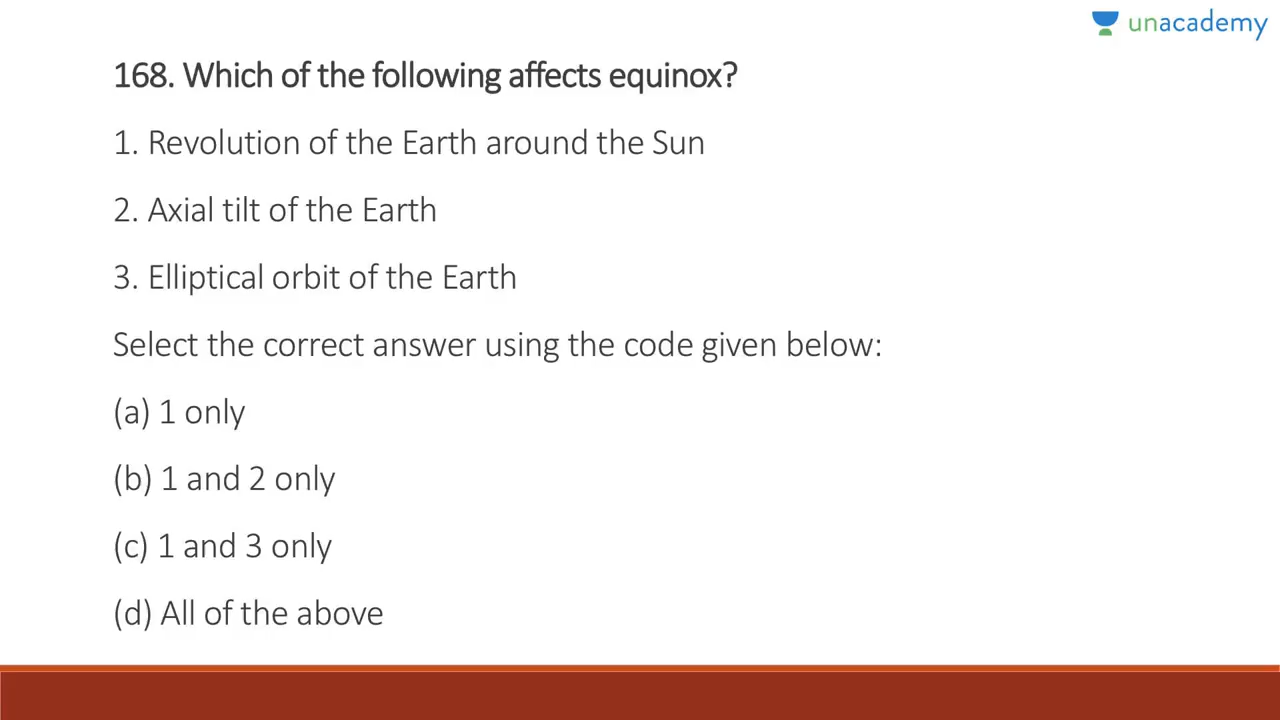 unacademy
168. Which of the following affects equinox?
1. Revolution of the Earth around the Sun
2. Axial tilt of the Earth
3. Elliptical orbit of the Earth
Select the correct answer using the code given below:
(a) 1 only
(b) 1 and 2 only
(c) 1 and 3 only
(d) All of the above